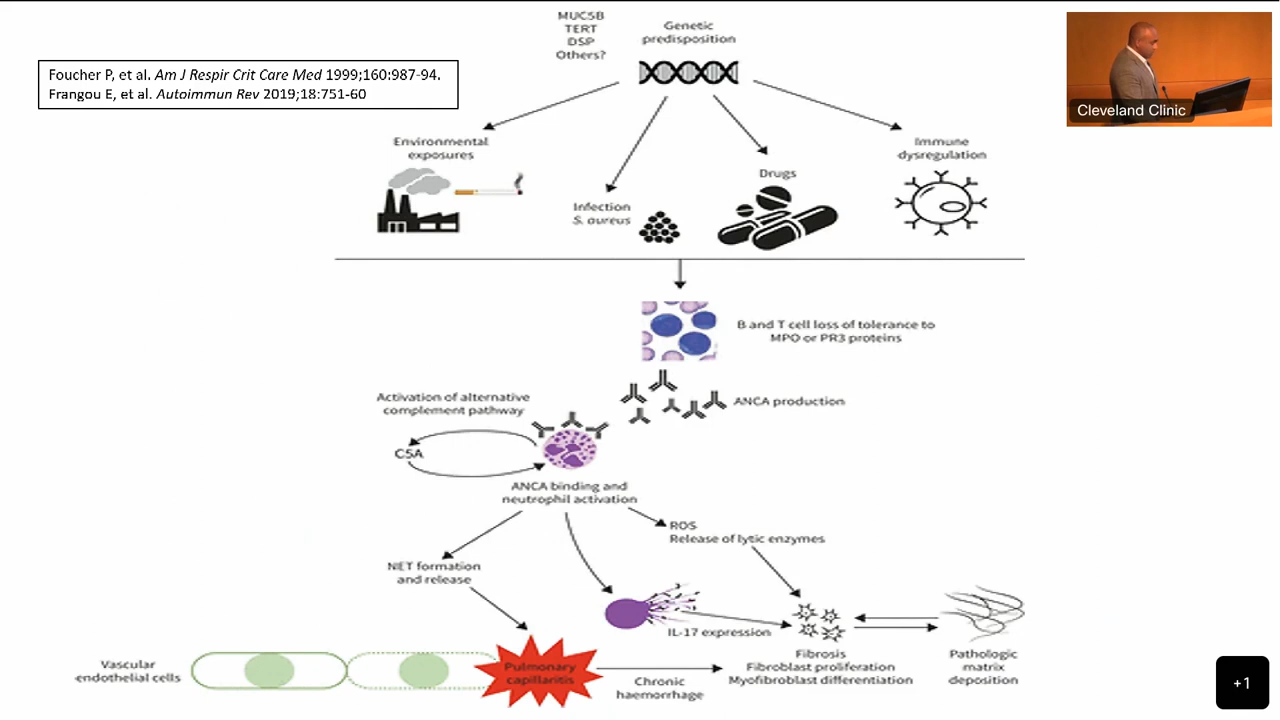 MUC5B
TERT
DSP
Others?
Genetic
predisposition
Foucher P, et al. Am J Respir Crit Care Med 1999;160:987-94.
Frangou E, et al. Autoimmun Rev 2019;18:751-60
Cleveland Clinic
Environmental
exposures
Infection
S. aureus
Drugs
Immune
dysregulation
B and T cell loss of tolerance to
MPO or PR3 proteins
ANCA production
Activation of alternative
complement pathway
C5A
ANCA binding and
neutrophil activation
ROS
Release of lytic enzymes
NET formation
and release
IL-17 expression
Vascular
endothelial cells
Pulmonary
capillaritis
Chronic
haemorrhage
Fibrosis
Fibroblast proliferation
Myofibroblast differentiation
Pathologic
matrix
deposition
+1